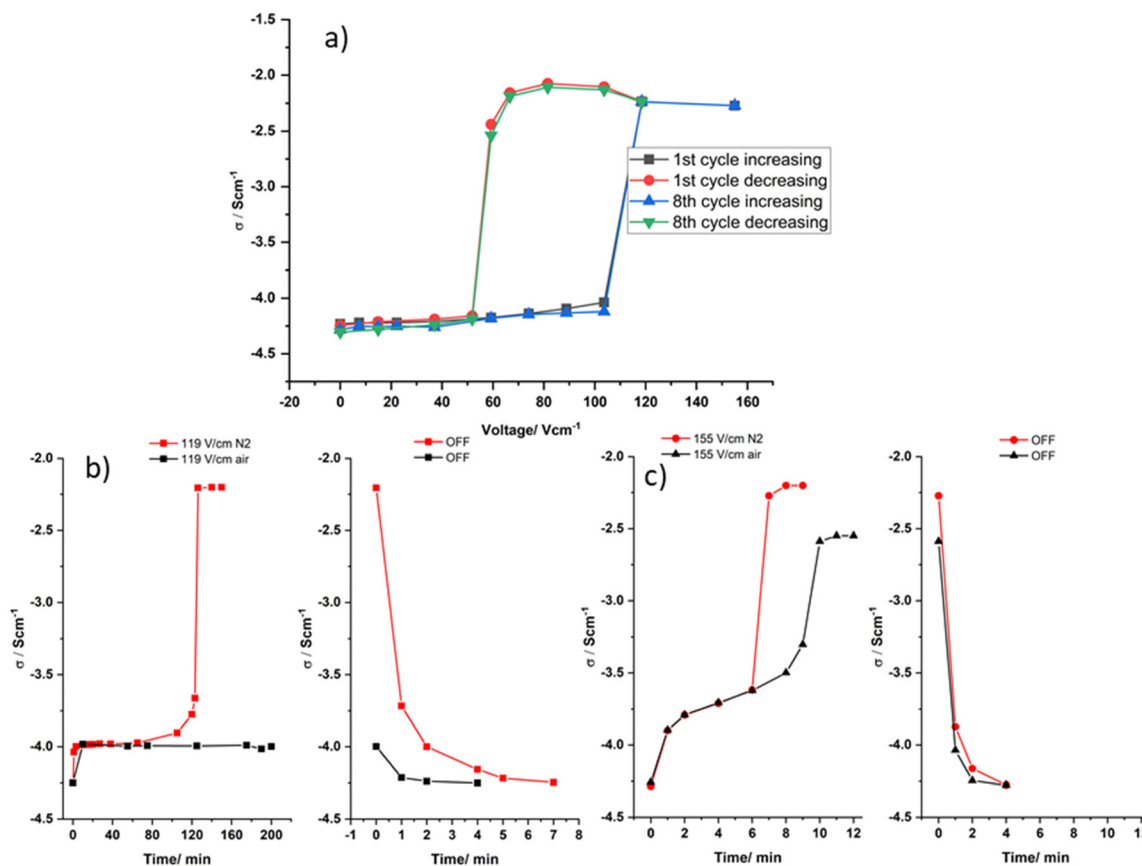 a)
-1.5
-2.0
-2.5
-3.0
-3.5
-4.0
-4.5
σ / Scm⁻¹
1st cycle increasing
1st cycle decreasing
8th cycle increasing
8th cycle decreasing
-20 0 20 40 60 80 100 120 140 160
Voltage/ Vcm⁻¹
b)
119 V/cm N2
119 V/cm air
-2.0
-2.5
-3.0
-3.5
-4.0
-4.5
σ / Scm⁻¹
0 40 80 120 160 200
Time/ min
OFF
OFF
-2.0
-2.5
-3.0
-3.5
-4.0
-4.5
σ / Scm⁻¹
-1 0 1 2 3 4 5 6 7 8
Time/ min
c)
155 V/cm N2
155 V/cm air
-2.0
-2.5
-3.0
-3.5
-4.0
-4.5
σ / Scm⁻¹
0 2 4 6 8 10 12
Time/ min
OFF
OFF
-2.0
-2.5
-3.0
-3.5
-4.0
-4.5
σ / Scm⁻¹
0 2 4 6 8 10 12
Time/ min